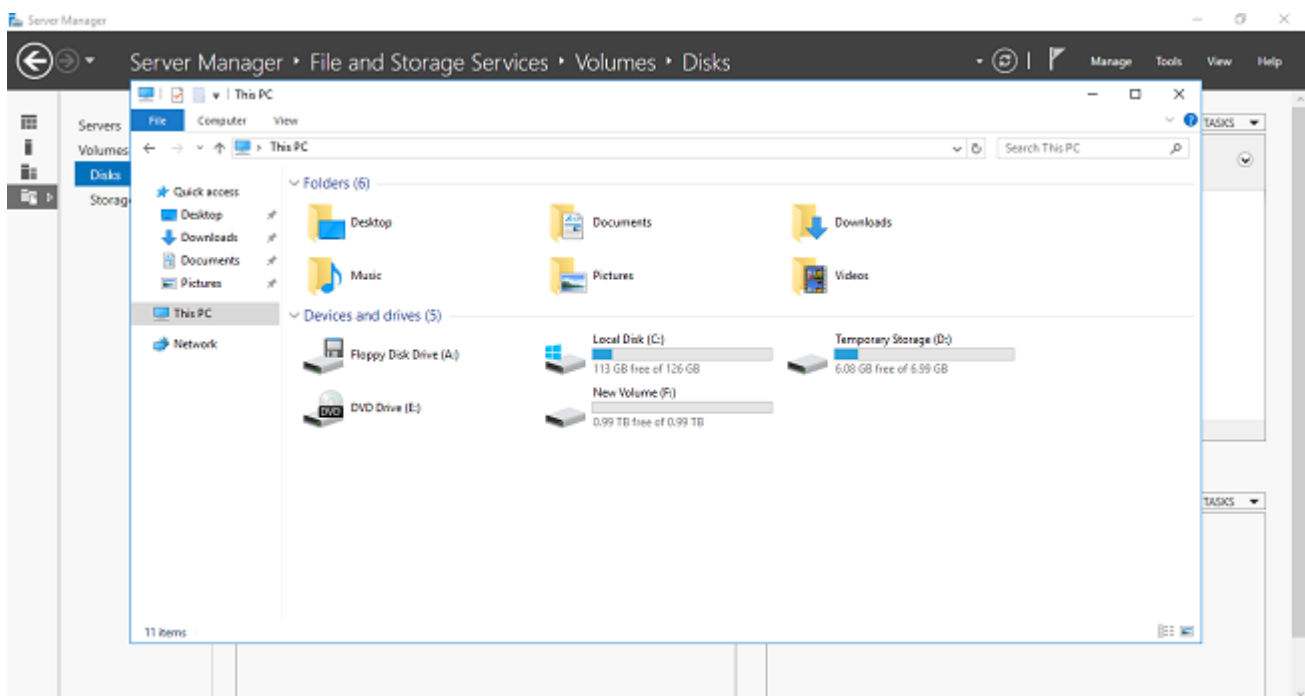 Server Manager
Server Manager ‣ File and Storage Services ‣ Volumes ‣ Disks
Manage Tools View Help
This PC
File Computer View
This PC
Search This PC
Servers
Volumes
Disks
Storag
TASKS
Quick access
Desktop
Downloads
Documents
Pictures
This PC
Network
Folders (6)
Desktop Documents Downloads
Music Pictures Videos
Devices and drives (5)
Floppy Disk Drive (A:)
Local Disk (C:)
113 GB free of 126 GB
Temporary Storage (D:)
6.08 GB free of 6.99 GB
DVD
DVD Drive (E:)
New Volume (F:)
0.99 TB free of 0.99 TB
TASKS
11 items